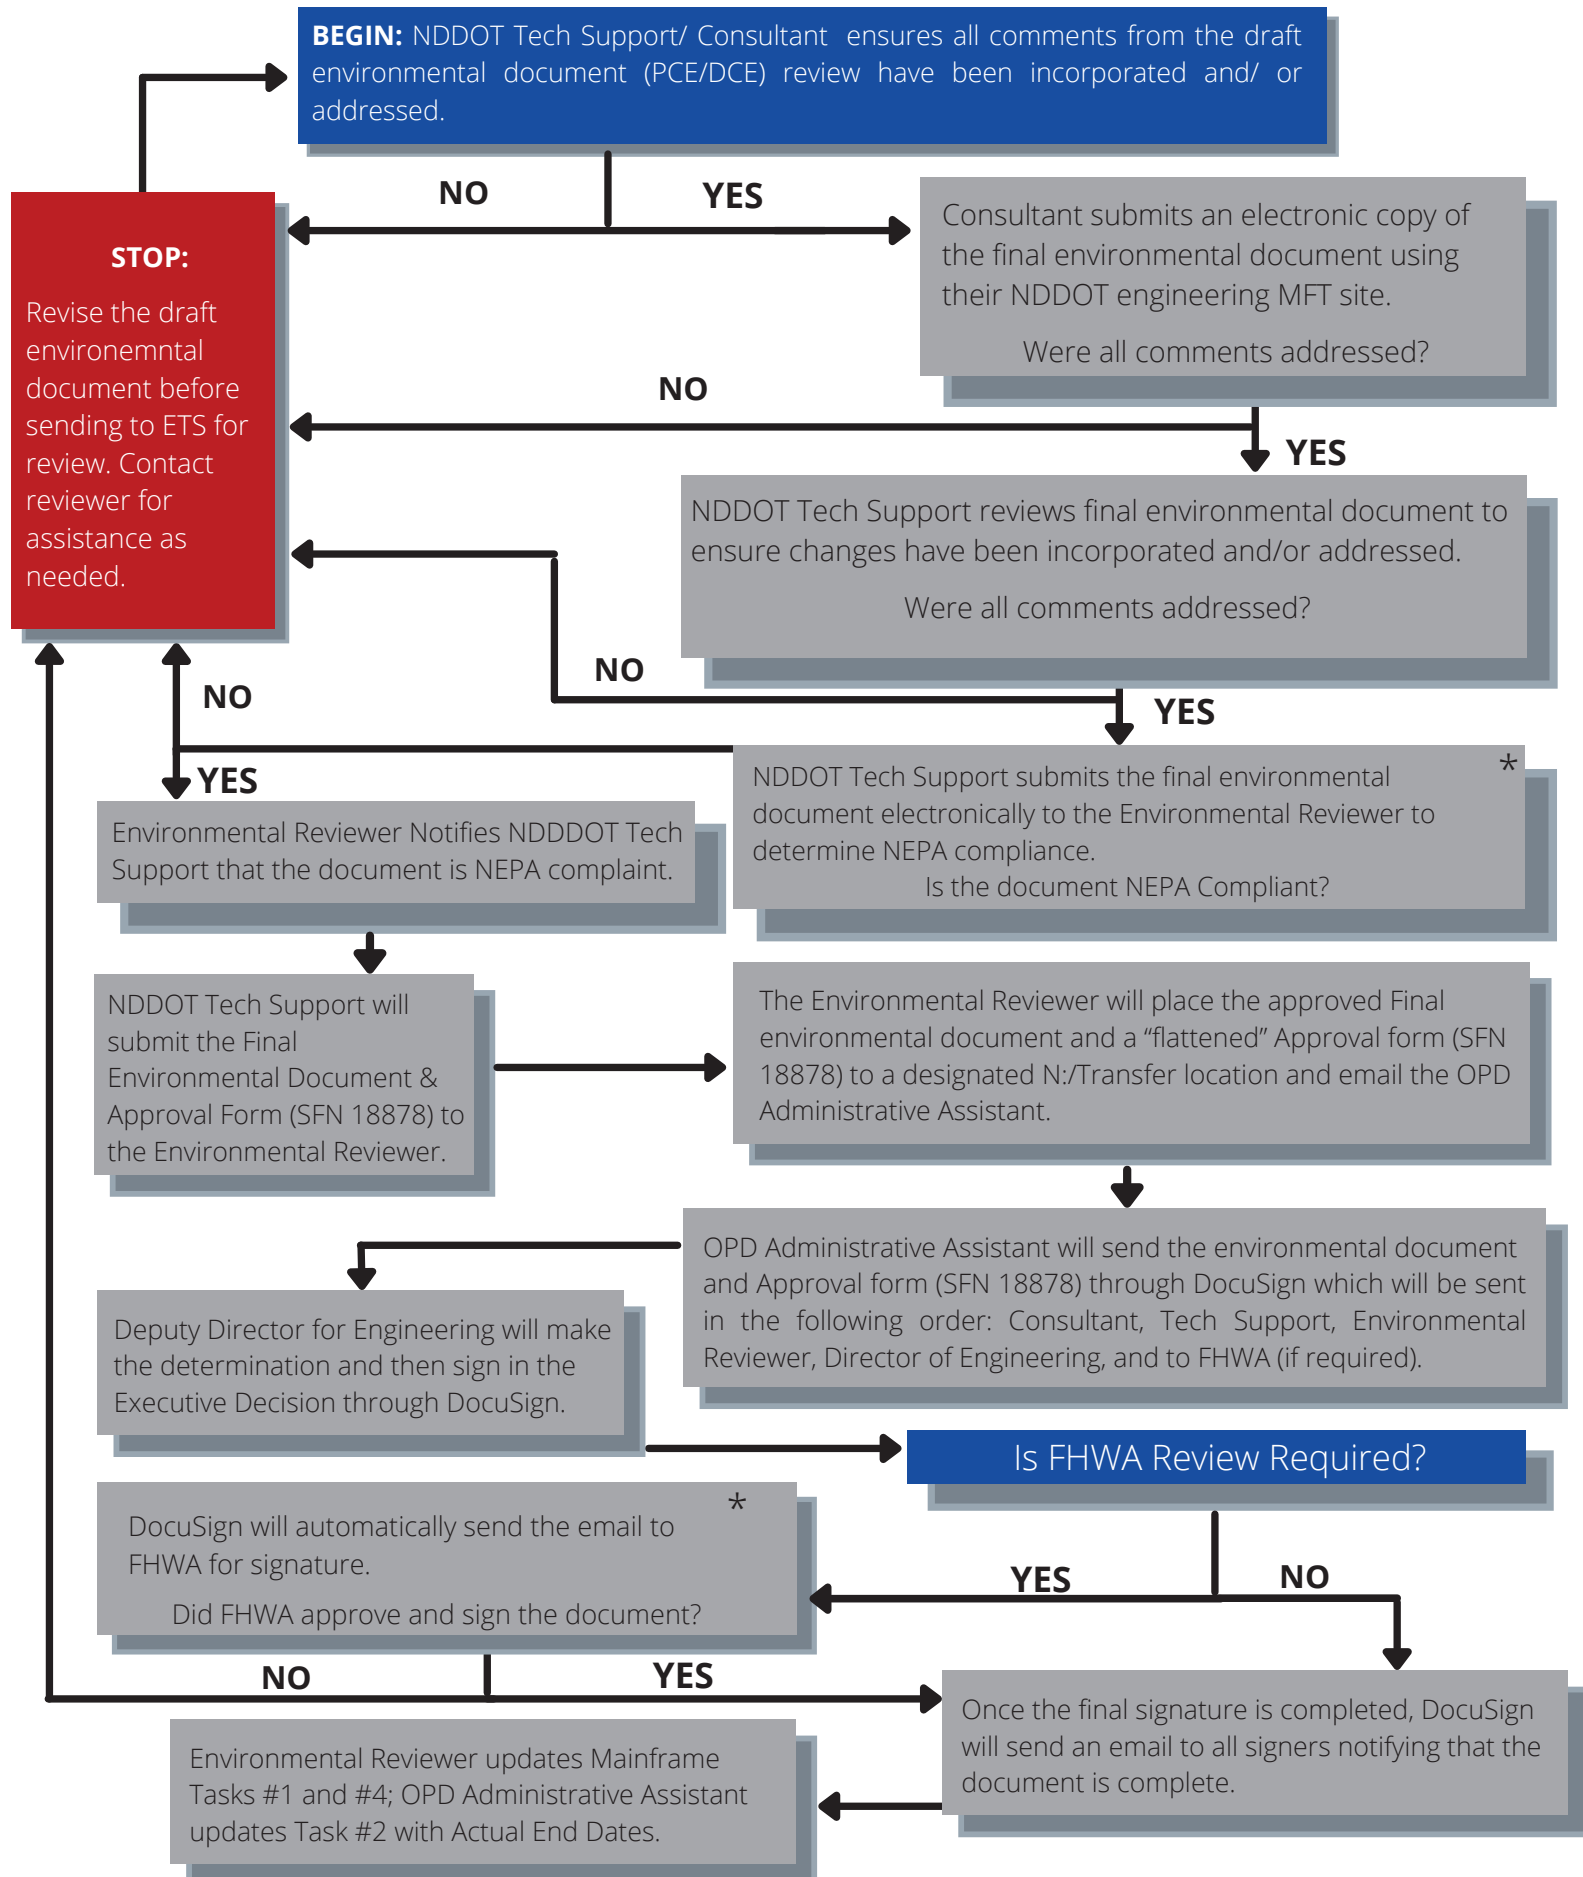 BEGIN: NDDOT Tech Support/ Consultant ensures all comments from the draft
environmental document (PCE/DCE) review have been incorporated and/ or
addressed.
NO
YES
STOP:
Revise the draft
environemntal
document before
sending to ETS for
review. Contact
reviewer for
assistance as
needed.
Consultant submits an electronic copy of
the final environmental document using
their NDDOT engineering MFT site.
Were all comments addressed?
NO
YES
NDDOT Tech Support reviews final environmental document to
ensure changes have been incorporated and/or addressed.
Were all comments addressed?
NO
YES
NDDOT Tech Support submits the final environmental *
document electronically to the Environmental Reviewer to
determine NEPA compliance.
Is the document NEPA Compliant?
NO
YES
Environmental Reviewer Notifies NDDDOT Tech
Support that the document is NEPA complaint.
NDDOT Tech Support will
submit the Final
Environmental Document &
Approval Form (SFN 18878) to
the Environmental Reviewer.
The Environmental Reviewer will place the approved Final
environmental document and a “flattened” Approval form (SFN
18878) to a designated N:/Transfer location and email the OPD
Administrative Assistant.
OPD Administrative Assistant will send the environmental document
and Approval form (SFN 18878) through DocuSign which will be sent
in the following order: Consultant, Tech Support, Environmental
Reviewer, Director of Engineering, and to FHWA (if required).
Deputy Director for Engineering will make
the determination and then sign in the
Executive Decision through DocuSign.
Is FHWA Review Required?
YES
NO
*
DocuSign will automatically send the email to
FHWA for signature.
Did FHWA approve and sign the document?
NO
YES
Once the final signature is completed, DocuSign
will send an email to all signers notifying that the
document is complete.
Environmental Reviewer updates Mainframe
Tasks #1 and #4; OPD Administrative Assistant
updates Task #2 with Actual End Dates.